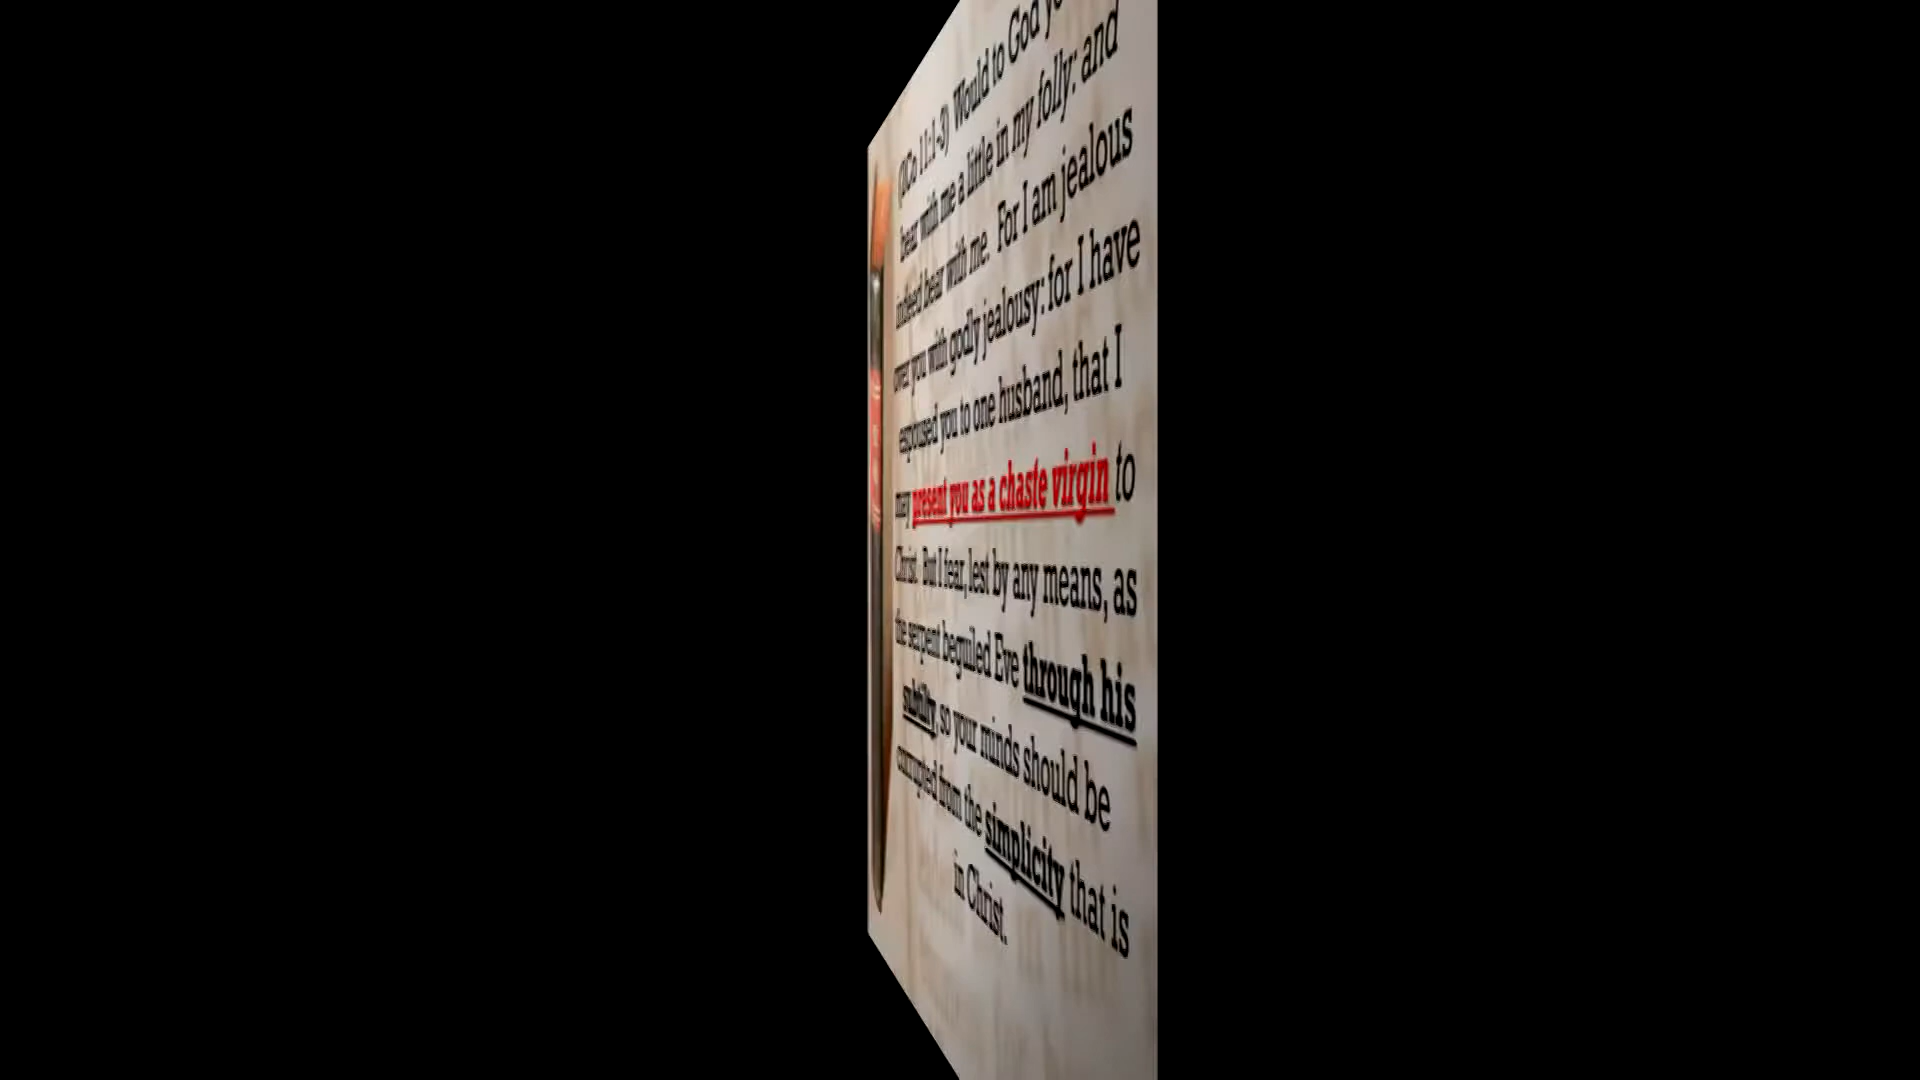 (2Co 11:1-3) Would to God
bear with me a little in my folly: and
indeed bear with me. For I am jealous
over you with godly jealousy: for I have
espoused you to one husband, that I
may present you as a chaste virgin to
Christ. But I fear, lest by any means, as
the serpent beguiled Eve through his
subtilty, so your minds should be
corrupted from the simplicity that is
in Christ.